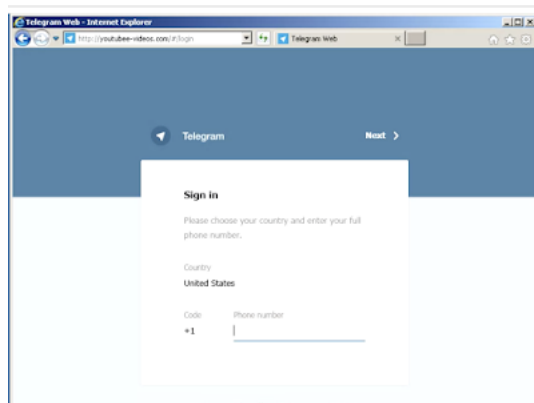 Telegram Web - Internet Explorer
http://youtubee-videos.com/#/login
Telegram Web
Telegram
Next
Sign in
Please choose your country and enter your full
phone number.
Country
United States
Code Phone number
+1